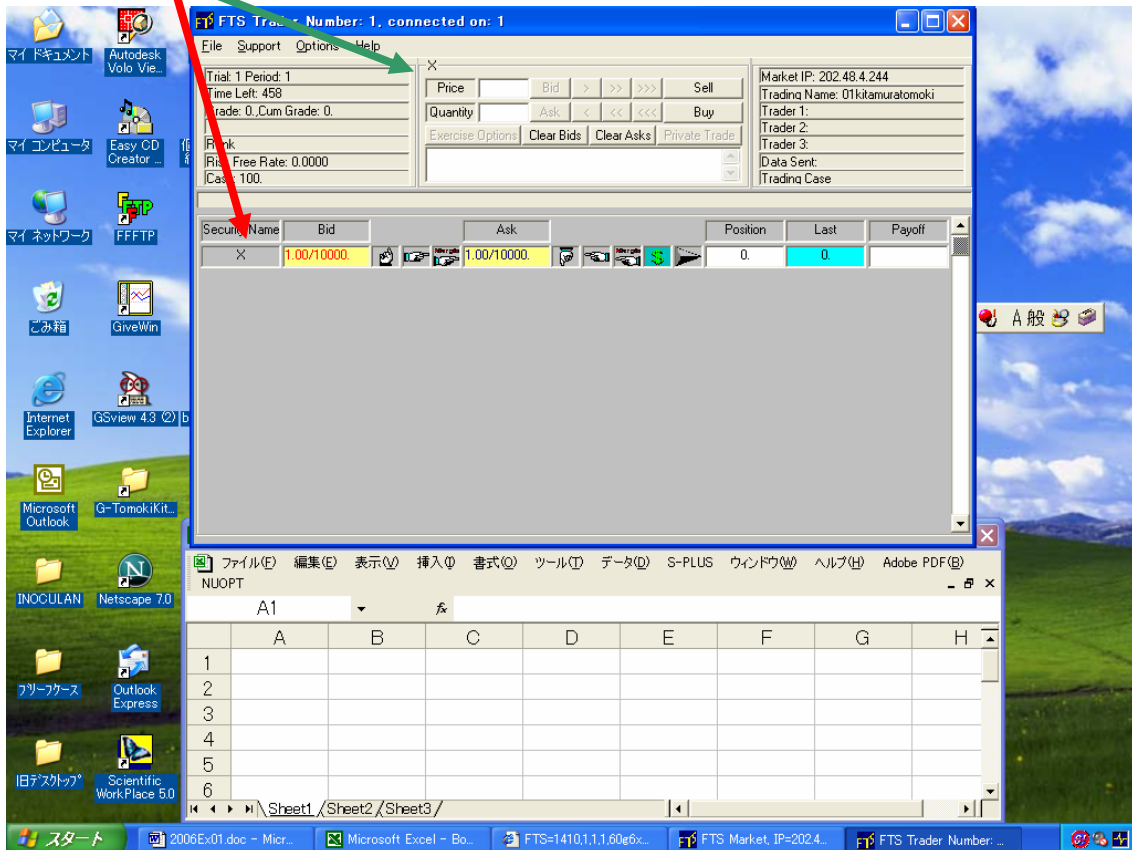 マイ ドキュメント
Autodesk
Volo Vie...
マイ コンピュータ
Easy CD
Creator ...
マイ ネットワーク
FFFTP
ごみ箱
GiveWin
Internet
Explorer
GSview 4.3 (2)
Microsoft
Outlook
G-TomokiKit...
INOCULAN
Netscape 7.0
フリーフケース
Outlook
Express
旧デスクトップ
Scientific
WorkPlace 5.0
FTS Trader Number: 1, connected on: 1
File Support Options Help
Trial: 1 Period: 1
Time Left: 458
Grade: 0.,Cum Grade: 0.
Rank
Risk Free Rate: 0.0000
Cash: 100.
X
Price Bid > >> >>> Sell
Quantity Ask < << <<< Buy
Exercise Options Clear Bids Clear Asks Private Trade
Market IP: 202.48.4.244
Trading Name: 01kitamuratomoki
Trader 1:
Trader 2:
Trader 3:
Data Sent:
Trading Case
Security Name Bid Ask Position Last Payoff
X 1.00/10000. Margin 1.00/10000. Margin $ 0. 0.
A 般
ファイル(F) 編集(E) 表示(V) 挿入(I) 書式(O) ツール(T) データ(D) S-PLUS ウィンドウ(W) ヘルプ(H) Adobe PDF(B)
NUOPT
A1 fx
A B C D E F G H
1
2
3
4
5
6
Sheet1 Sheet2 Sheet3
スタート 2006Ex01.doc - Micr... Microsoft Excel - Bo... FTS=1410,1,1,1,60g6x... FTS Market, IP=202.4... FTS Trader Number: ...